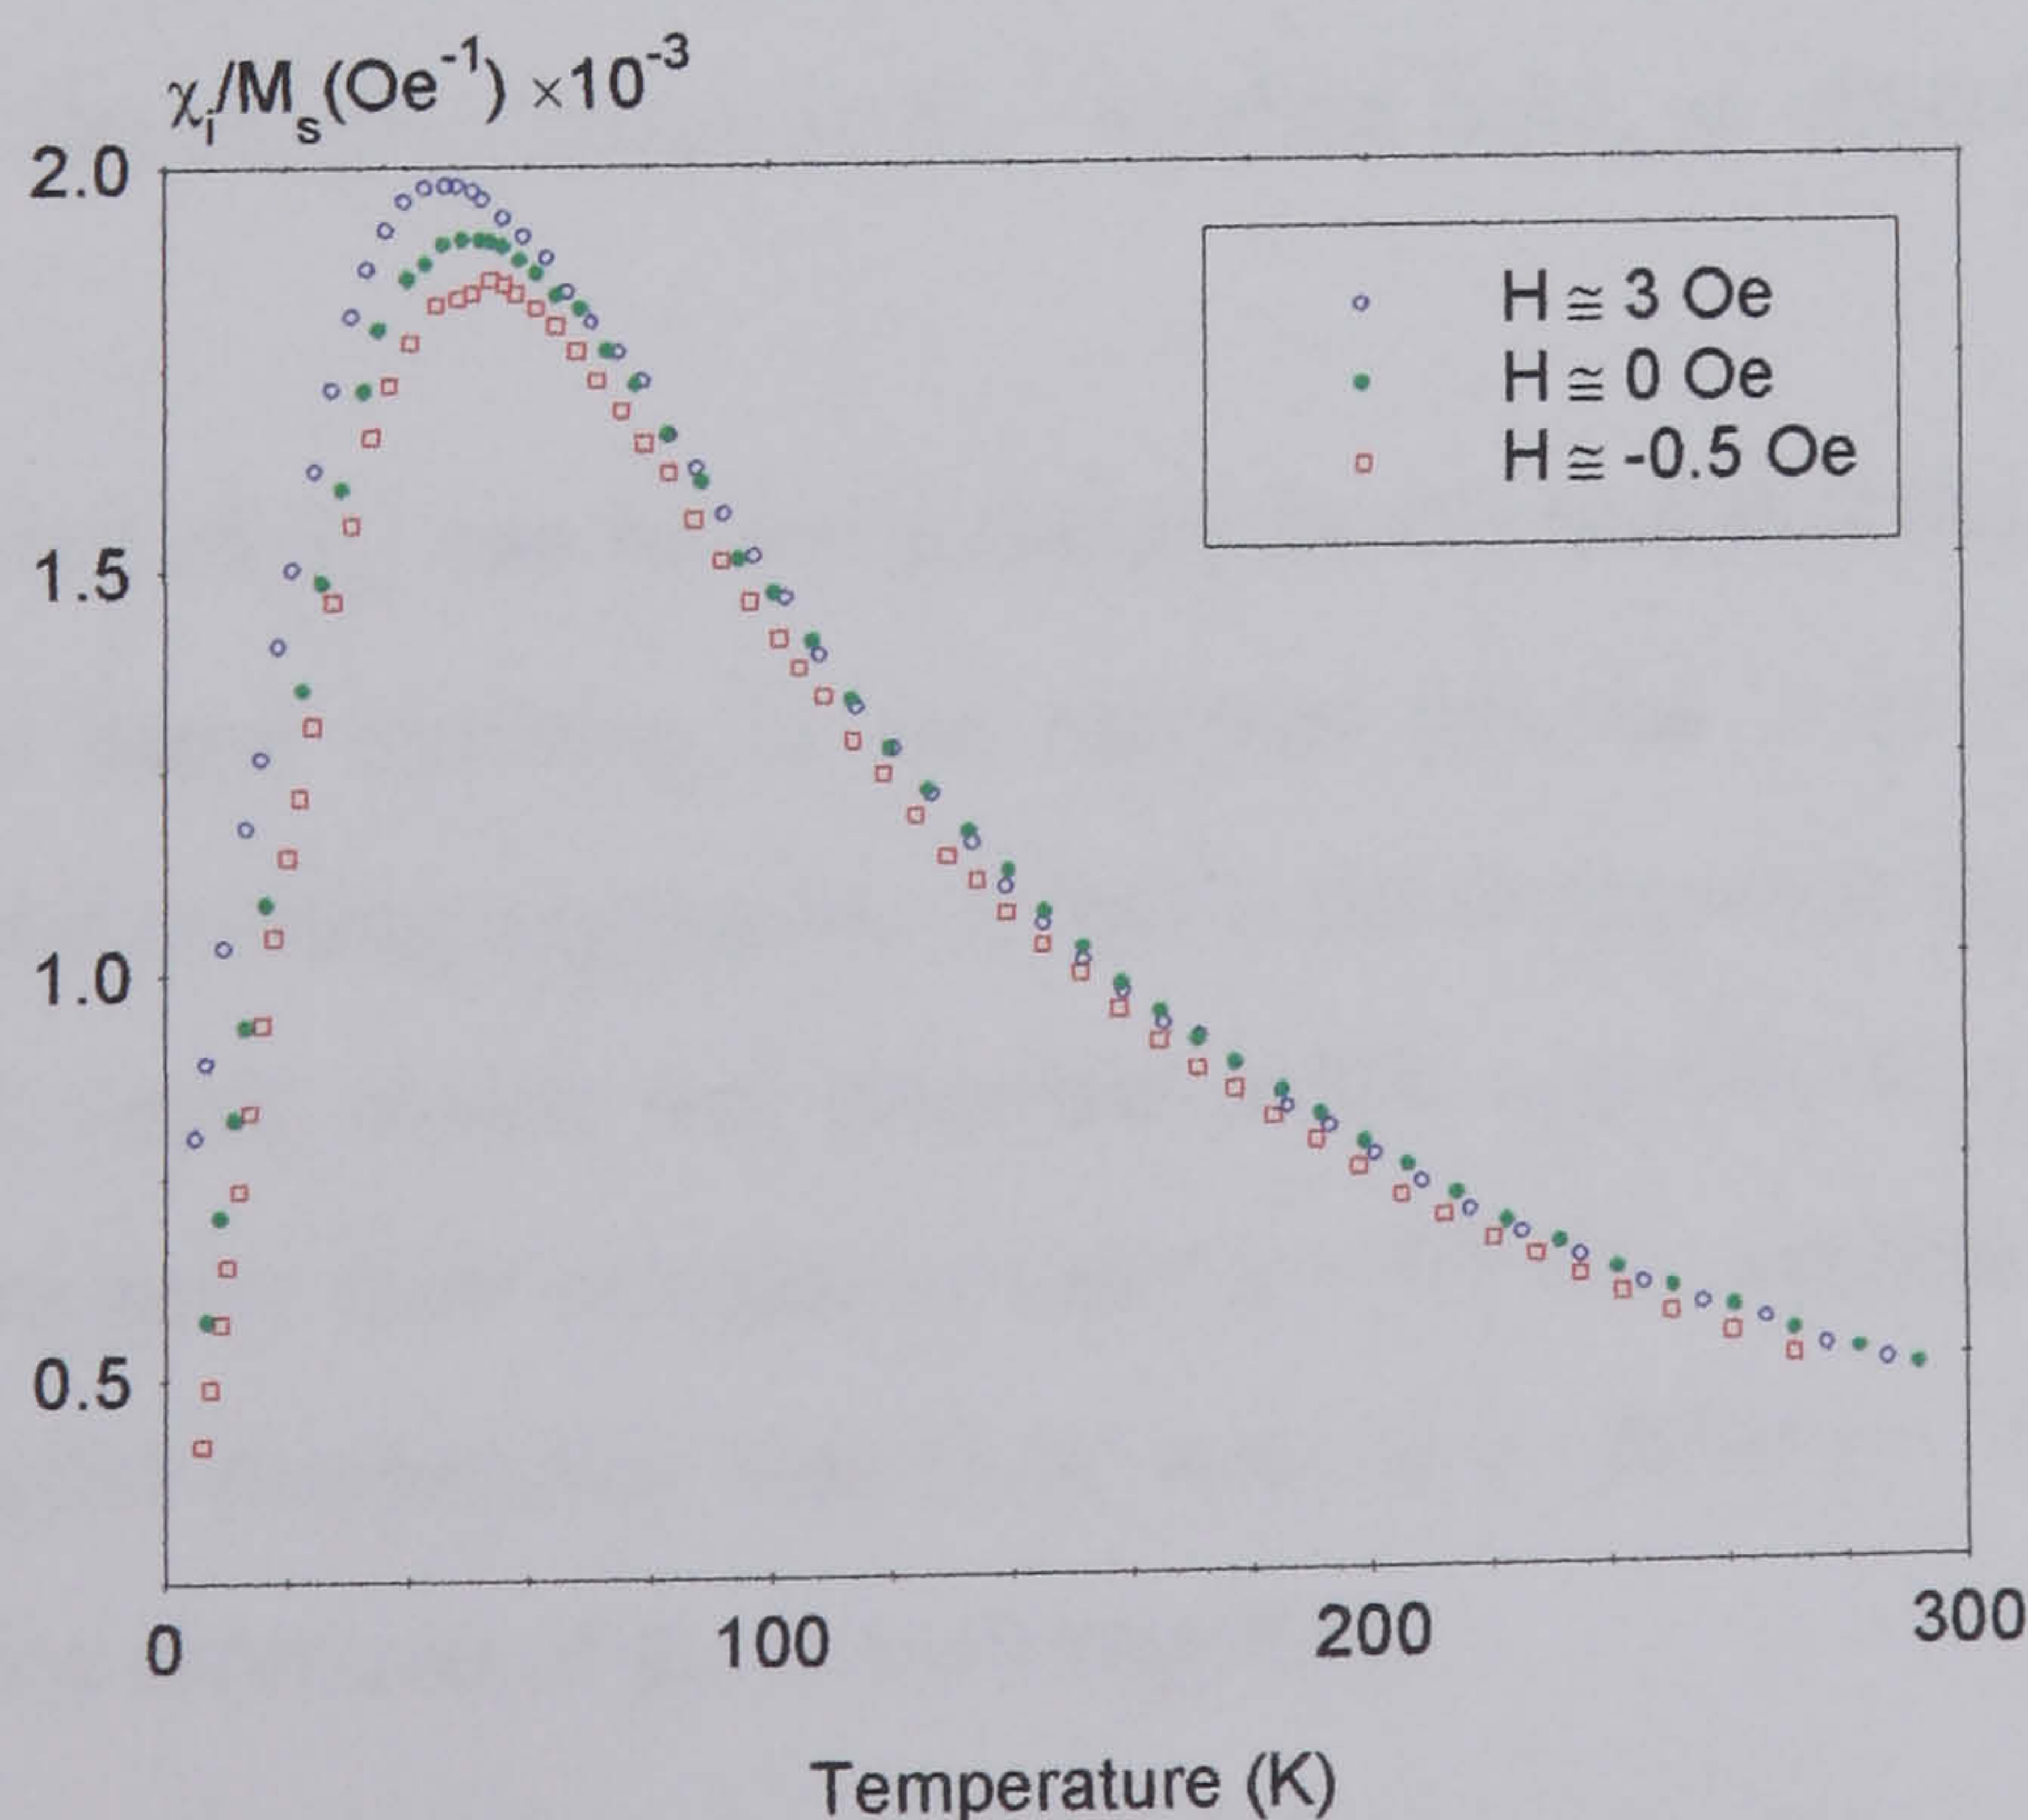 χi/Ms(Oe-1) ×10-3
2.0
1.5
1.0
0.5
H ≅ 3 Oe
H ≅ 0 Oe
H ≅ -0.5 Oe
0 100 200 300
Temperature (K)